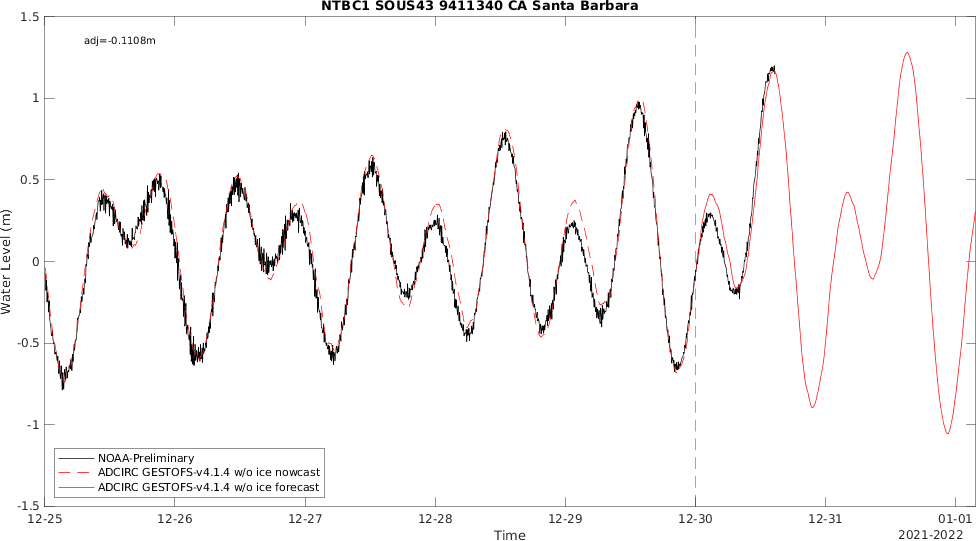 NTBC1 SOUS43 9411340 CA Santa Barbara
1.5
adj=-0.1108m
1
0.5
0
-0.5
-1
-1.5
Water Level (m)
NOAA-Preliminary
ADCIRC GESTOFS-v4.1.4 w/o ice nowcast
ADCIRC GESTOFS-v4.1.4 w/o ice forecast
12-25 12-26 12-27 12-28 12-29 12-30 12-31 01-01
Time
2021-2022